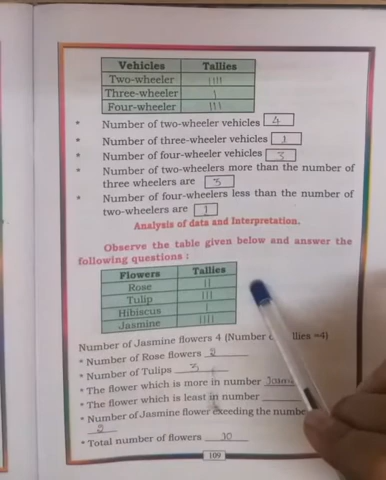 Vehicles Tallies
Two-wheeler ||||
Three-wheeler |
Four-wheeler |||
* Number of two-wheeler vehicles 4
* Number of three-wheeler vehicles 1
* Number of four-wheeler vehicles 3
* Number of two-wheelers more than the number of
three wheelers are 3
* Number of four-wheelers less than the number of
two-wheelers are 1
Analysis of data and Interpretation.
Observe the table given below and answer the
following questions :
Flowers Tallies
Rose ||
Tulip |||
Hibiscus |
Jasmine ||||
Number of Jasmine flowers 4 (Number llies =4)
* Number of Rose flowers 2
* Number of Tulips 3
* The flower which is more in number
* The flower which is least in number
* Number of Jasmine flower exceeding the numbe
2
* Total number of flowers 10
109